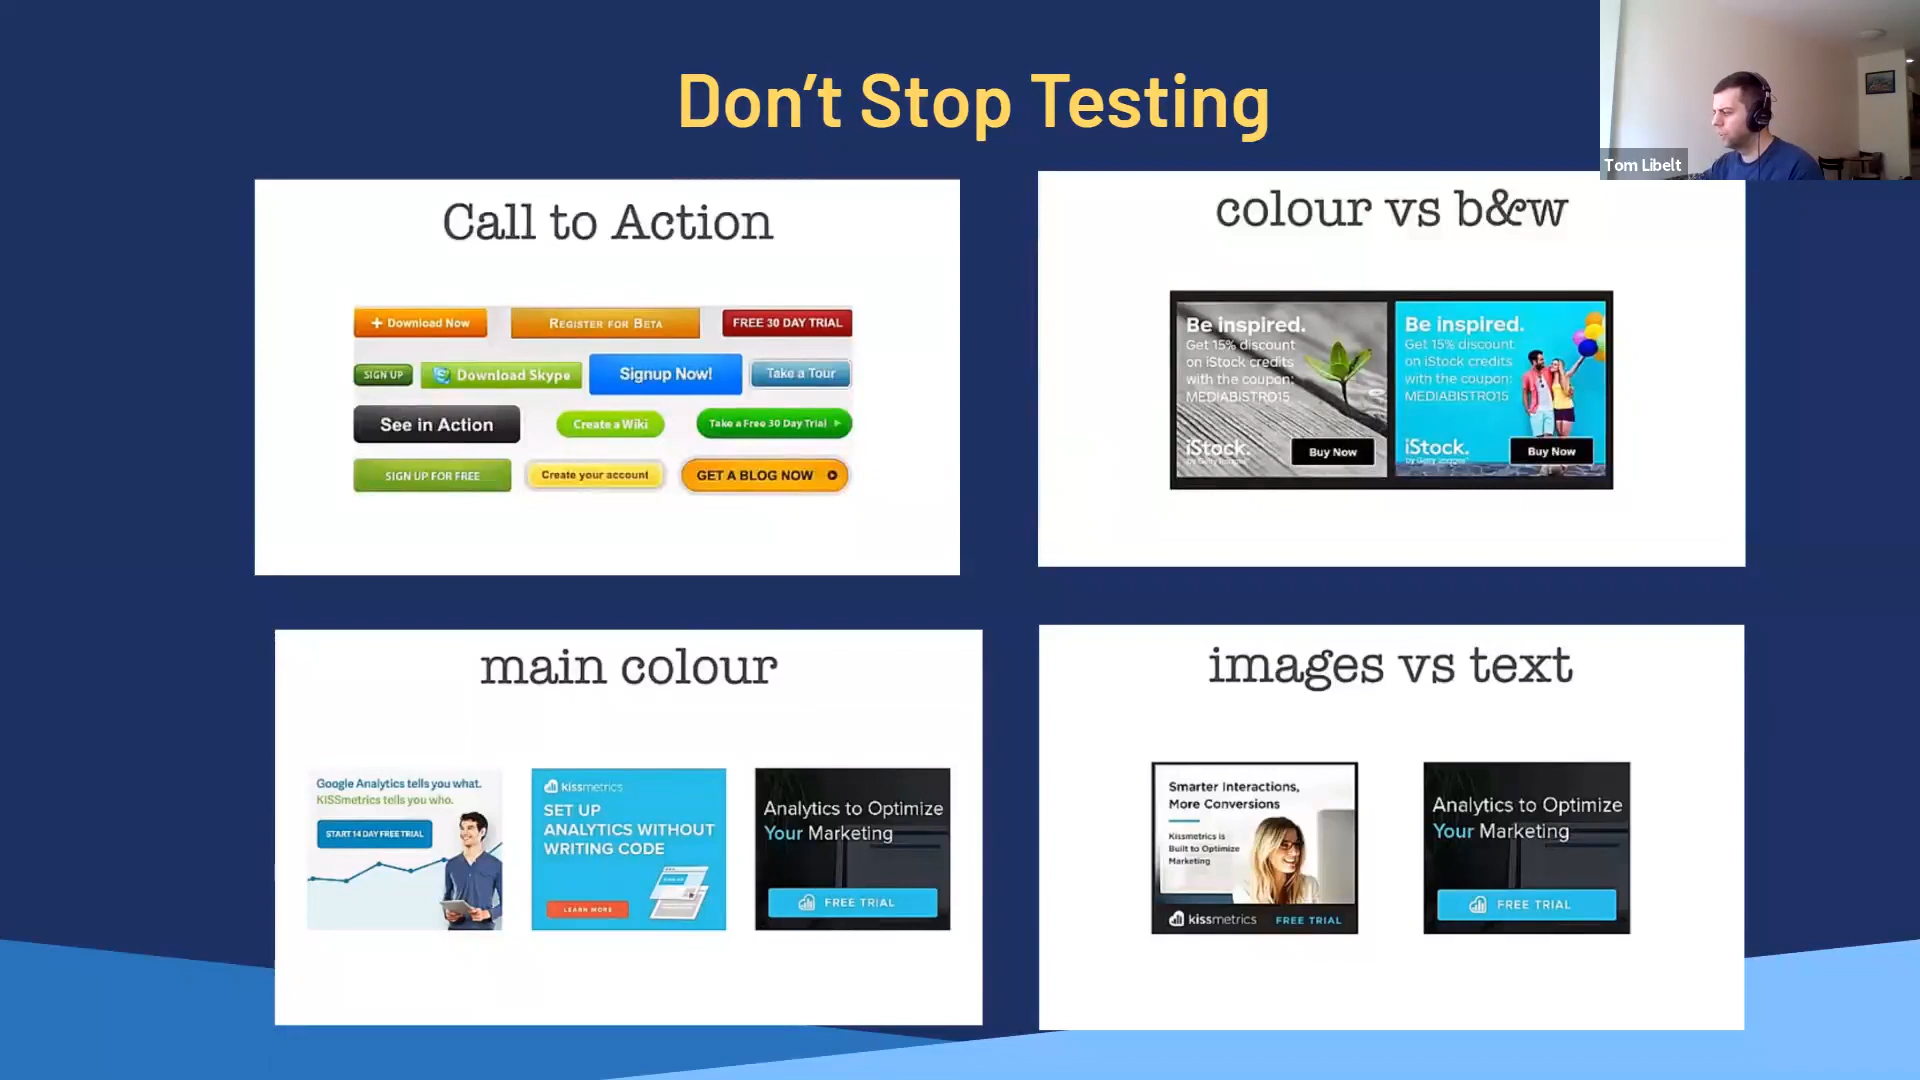 Don't Stop Testing
Tom Libelt
Call to Action
Download Now
REGISTER FOR BETA
FREE 30 DAY TRIAL
SIGN UP
Download Skype
Signup Now!
Take a Tour
See in Action
Create a Wiki
Take a Free 30 Day Trial
SIGN UP FOR FREE
Create your account
GET A BLOG NOW
colour vs b&w
Be inspired.
Get 15% discount
on iStock credits
with the coupon:
MEDIABISTRO15
iStock.
by Getty Images
Buy Now
Be inspired.
Get 15% discount
on iStock credits
with the coupon:
MEDIABISTRO15
iStock.
by Getty Images
Buy Now
main colour
Google Analytics tells you what.
KISSmetrics tells you who.
START 14 DAY FREE TRIAL
kissmetrics
SET UP
ANALYTICS WITHOUT
WRITING CODE
LEARN MORE
Analytics to Optimize
Your Marketing
FREE TRIAL
images vs text
Smarter Interactions,
More Conversions
Kissmetrics is
Built to Optimize
Marketing
kissmetrics FREE TRIAL
Analytics to Optimize
Your Marketing
FREE TRIAL